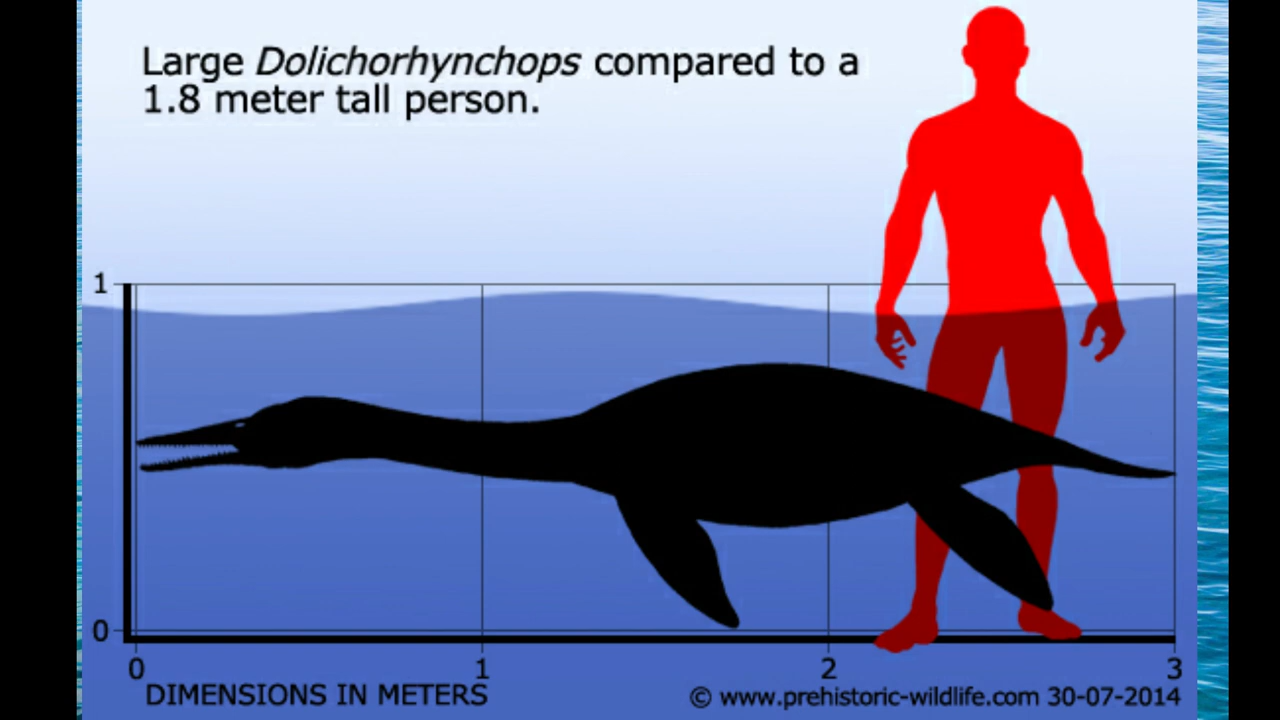 Large Dolichorhynchops compared to a
1.8 meter tall person.
1
0
0 1 2 3
DIMENSIONS IN METERS © www.prehistoric-wildlife.com 30-07-2014